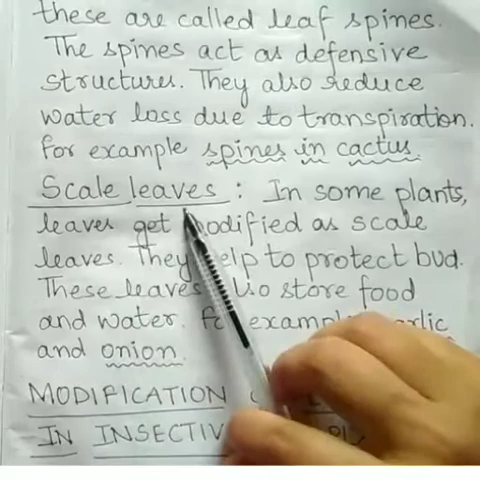 these are called leaf spines.
The spines act as defensive
structures. They also reduce
water loss due to transpiration.
for example spines in cactus.
Scale leaves : In some plants,
leaves get modified as scale
leaves. They help to protect bud.
These leaves also store food
and water. For example garlic
and onion.
MODIFICATION
IN INSECTIV